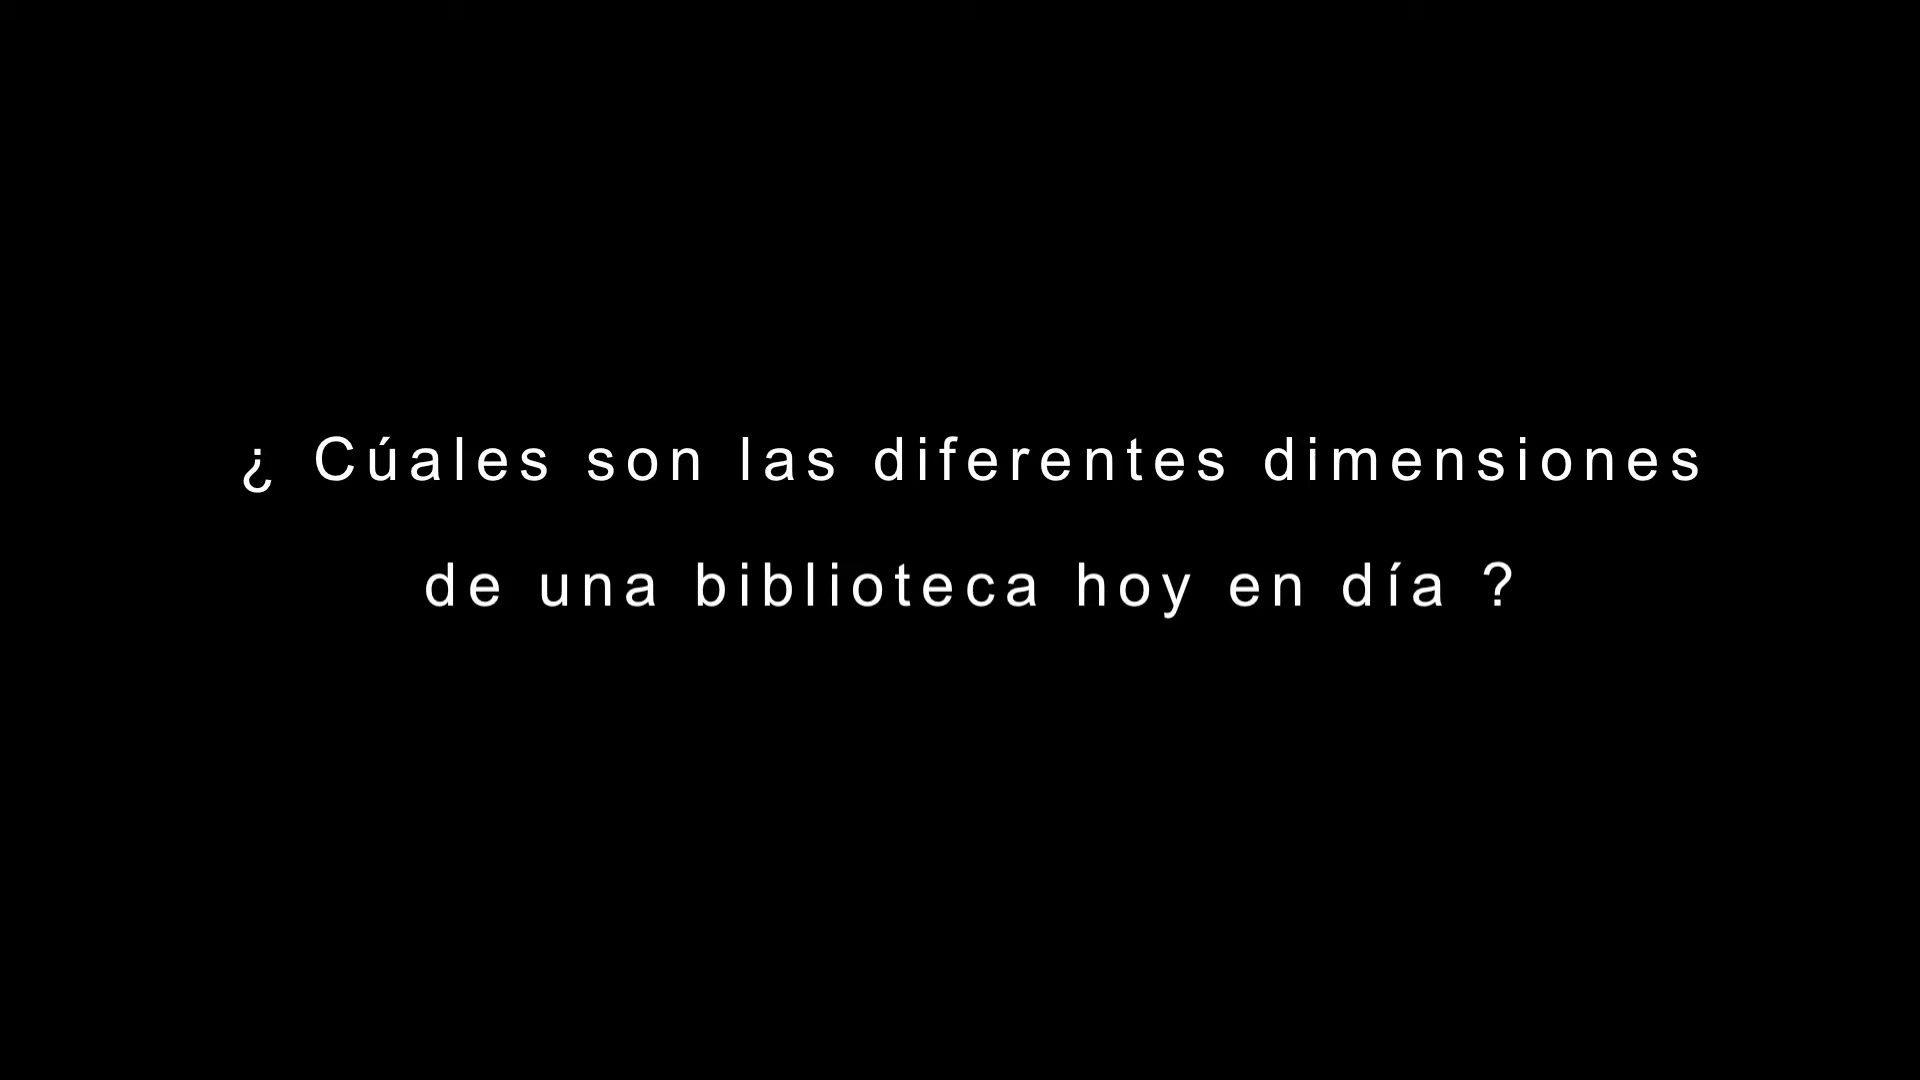 ¿ Cúales son las diferentes dimensiones
de una biblioteca hoy en día ?